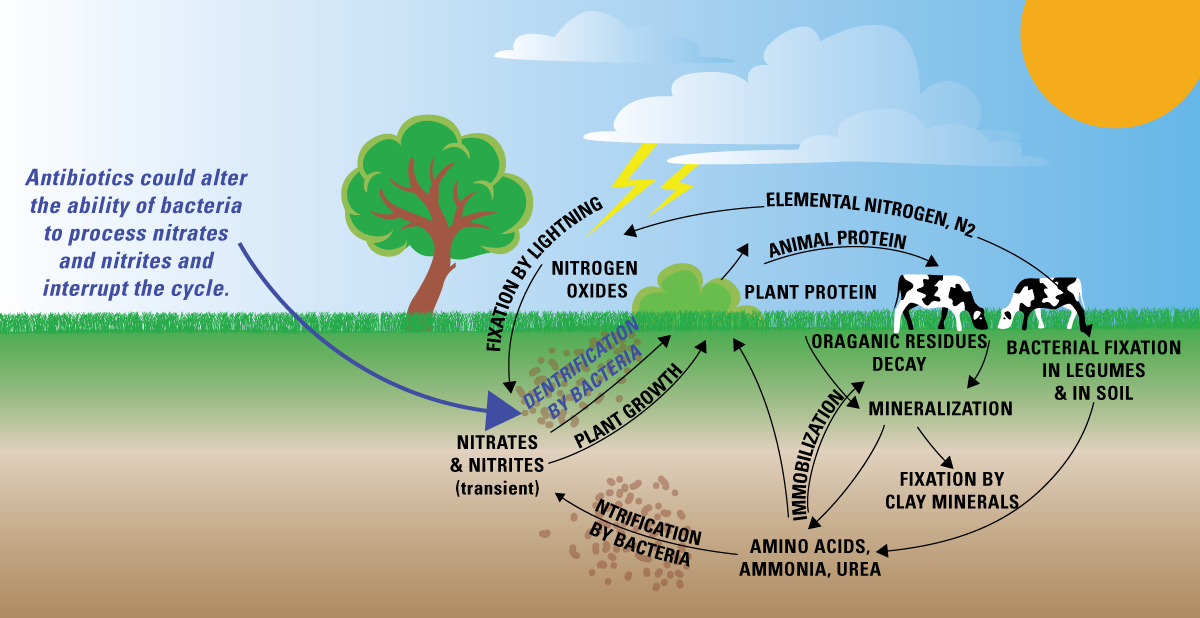 Antibiotics could alter
the ability of bacteria
to process nitrates
and nitrites and
interrupt the cycle.
FIXATION BY LIGHTNING
NITROGEN
OXIDES
ELEMENTAL NITROGEN, N2
ANIMAL PROTEIN
PLANT PROTEIN
DENTRIFICATION
BY BACTERIA
PLANT GROWTH
ORAGANIC RESIDUES
DECAY
BACTERIAL FIXATION
IN LEGUMES
& IN SOIL
MINERALIZATION
IMMOBILIZATION
FIXATION BY
CLAY MINERALS
NITRATES
& NITRITES
(transient)
NTRIFICATION
BY BACTERIA
AMINO ACIDS,
AMMONIA, UREA